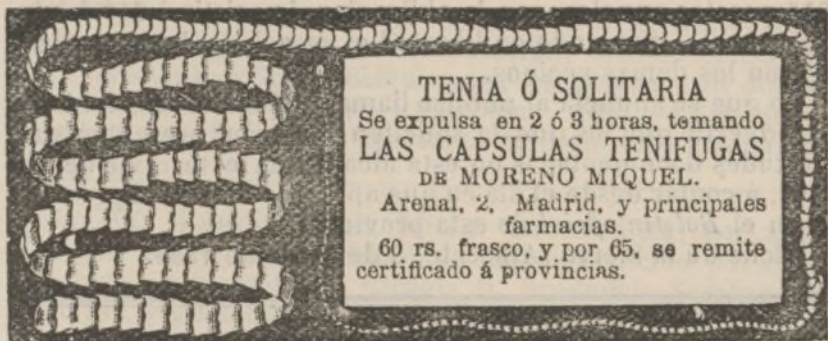 TENIA Ó SOLITARIA
Se expulsa en 2 ó 3 horas, temando
LAS CAPSULAS TENIFUGAS
DE MORENO MIQUEL.
Arenal, 2, Madrid, y principales
farmacias.
60 rs. frasco, y por 65, se remite
certificado á provincias.